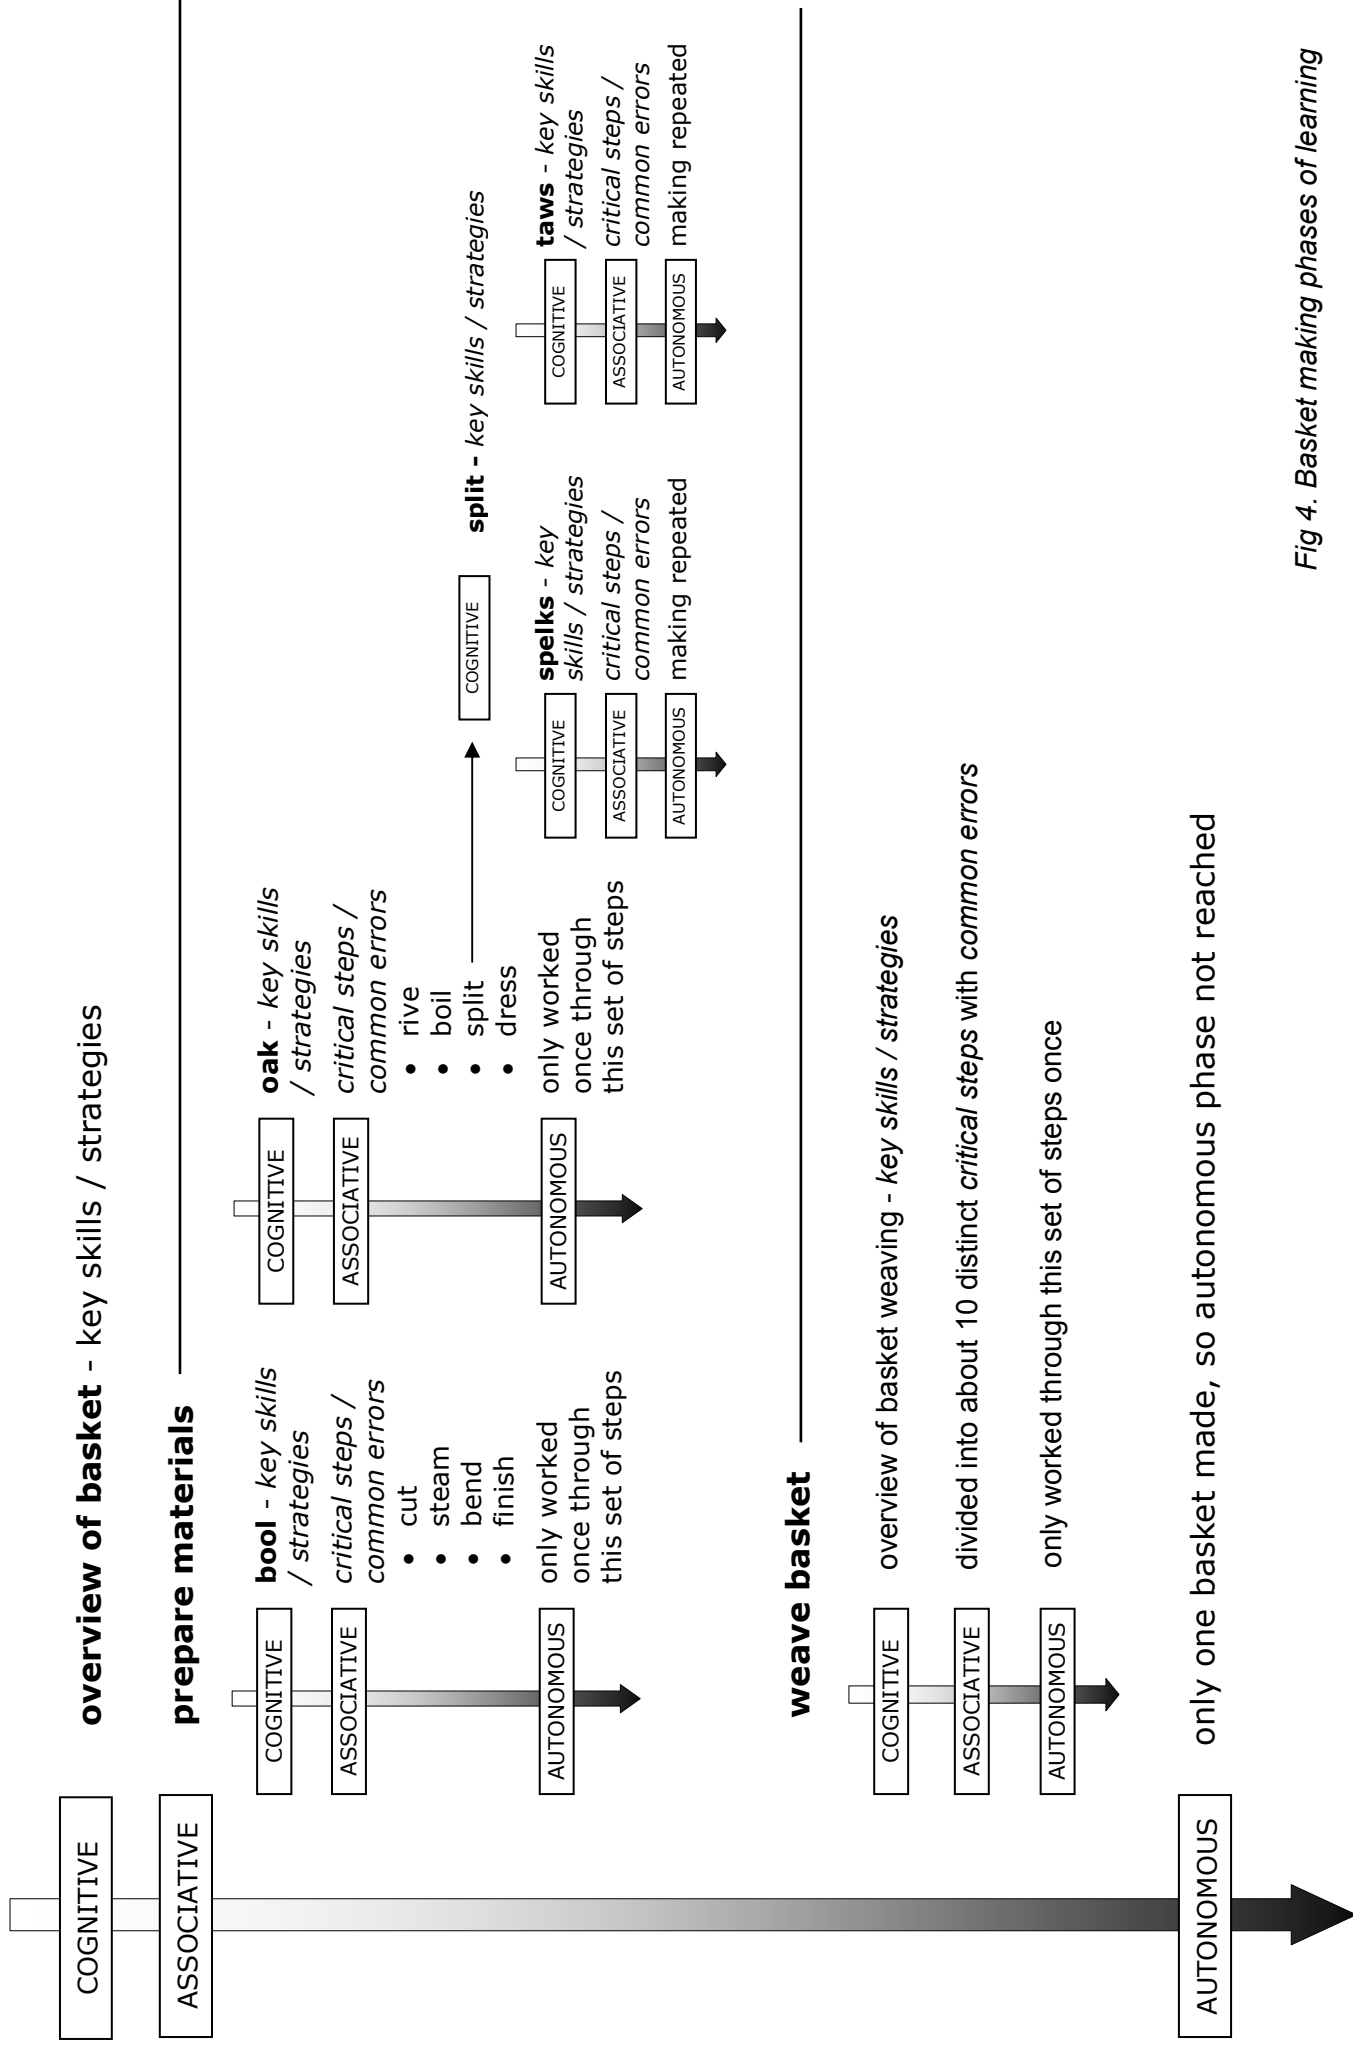 COGNITIVE
overview of basket - key skills / strategies
ASSOCIATIVE
prepare materials
COGNITIVE
bool - key skills
/ strategies
ASSOCIATIVE
critical steps /
common errors
• cut
• steam
• bend
• finish
AUTONOMOUS
only worked
once through
this set of steps
COGNITIVE
oak - key skills
/ strategies
ASSOCIATIVE
critical steps /
common errors
• rive
• boil
• split
• dress
AUTONOMOUS
only worked
once through
this set of steps
COGNITIVE
split - key skills / strategies
COGNITIVE
spelks - key
skills / strategies
ASSOCIATIVE
critical steps /
common errors
AUTONOMOUS
making repeated
COGNITIVE
taws - key skills
/ strategies
ASSOCIATIVE
critical steps /
common errors
AUTONOMOUS
making repeated
weave basket
COGNITIVE
overview of basket weaving - key skills / strategies
ASSOCIATIVE
divided into about 10 distinct critical steps with common errors
AUTONOMOUS
only worked through this set of steps once
AUTONOMOUS
only one basket made, so autonomous phase not reached
Fig 4. Basket making phases of learning